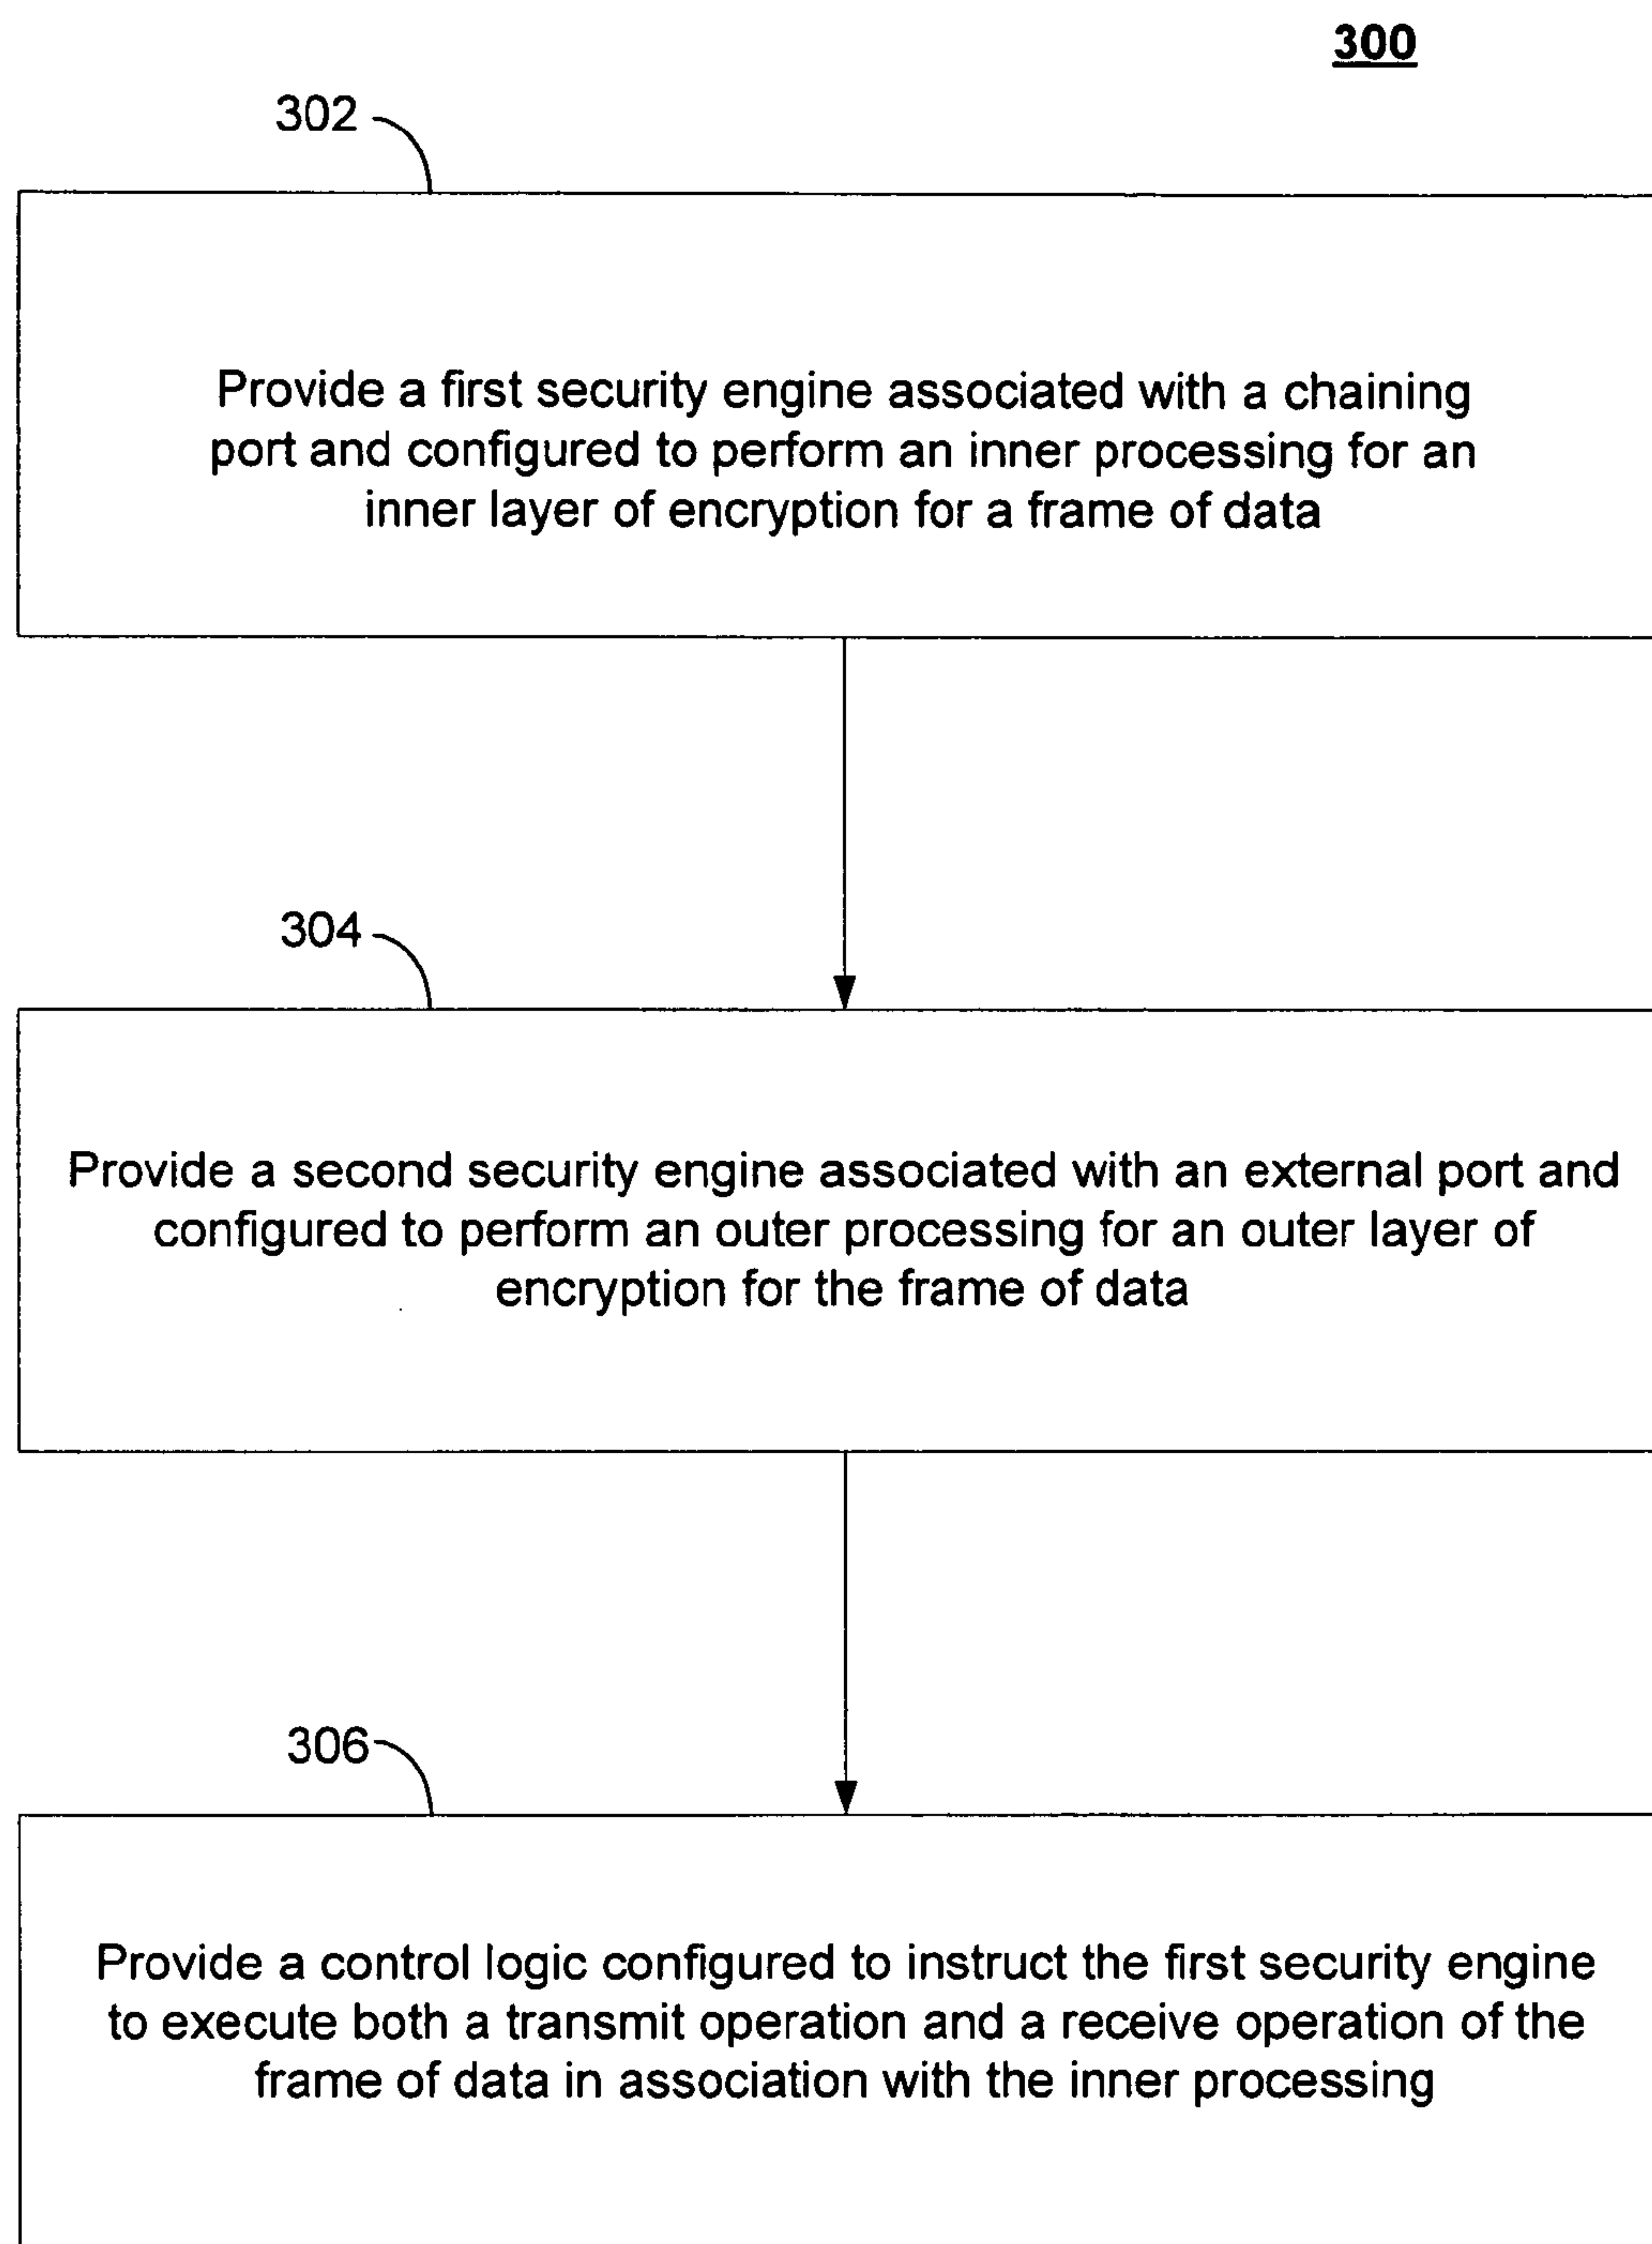 300
302
Provide a first security engine associated with a chaining
port and configured to perform an inner processing for an
inner layer of encryption for a frame of data
304
Provide a second security engine associated with an external port and
configured to perform an outer processing for an outer layer of
encryption for the frame of data
306
Provide a control logic configured to instruct the first security engine
to execute both a transmit operation and a receive operation of the
frame of data in association with the inner processing